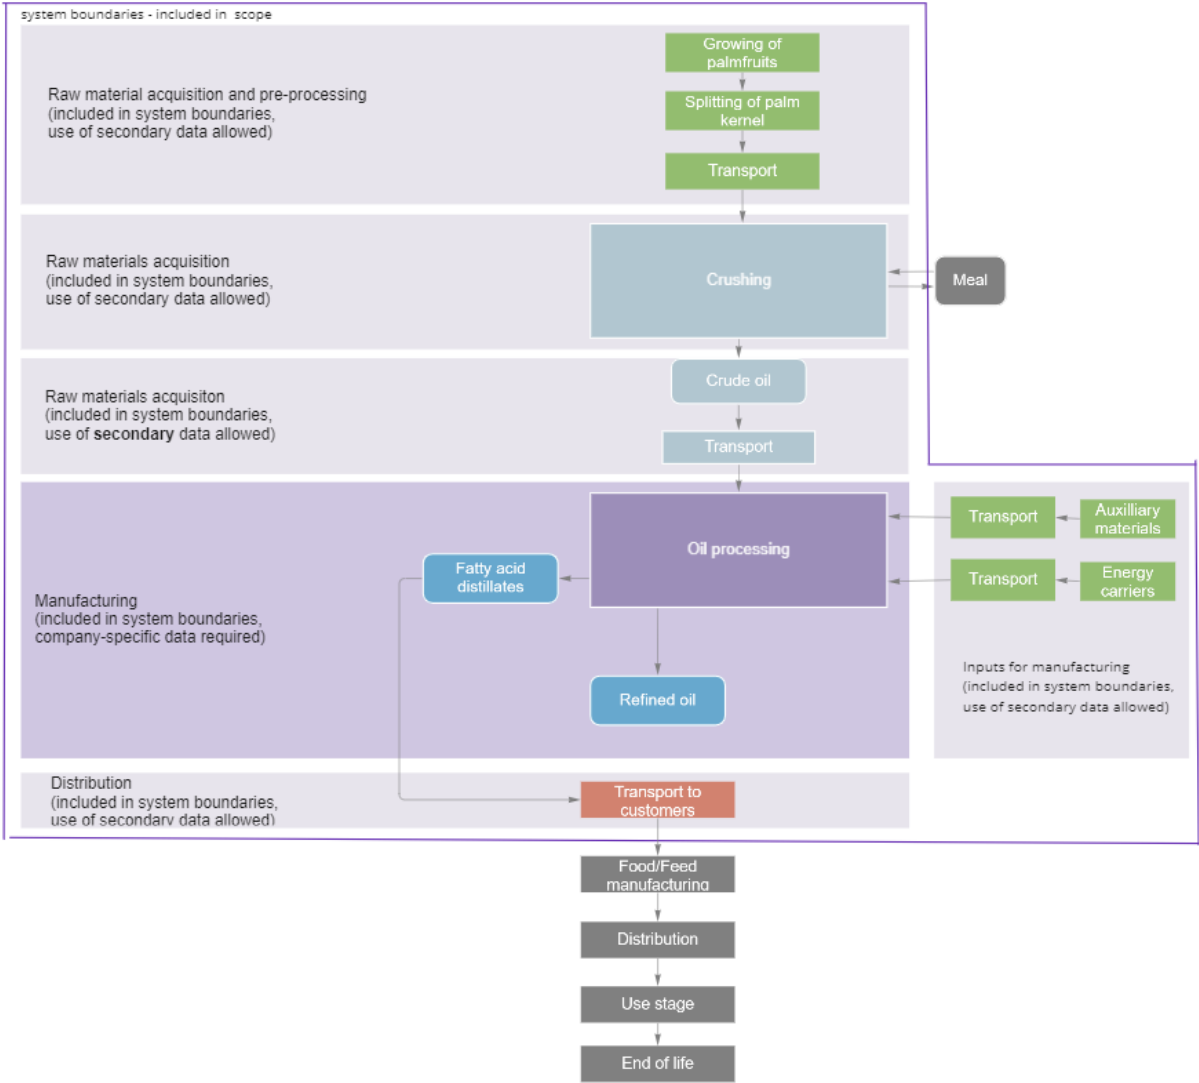 system boundaries - included in scope
Growing of
palmfruits
Raw material acquisition and pre-processing
(included in system boundaries,
use of secondary data allowed)
Splitting of palm
kernel
Transport
Raw materials acquisition
(included in system boundaries,
use of secondary data allowed)
Crushing
Meal
Raw materials acquisiton
(included in system boundaries,
use of secondary data allowed)
Crude oil
Transport
Manufacturing
(included in system boundaries,
company-specific data required)
Oil processing
Fatty acid
distillates
Refined oil
Transport
Auxilliary
materials
Transport
Energy
carriers
Inputs for manufacturing
(included in system boundaries,
use of secondary data allowed)
Distribution
(included in system boundaries,
use of secondary data allowed)
Transport to
customers
Food/Feed
manufacturing
Distribution
Use stage
End of life